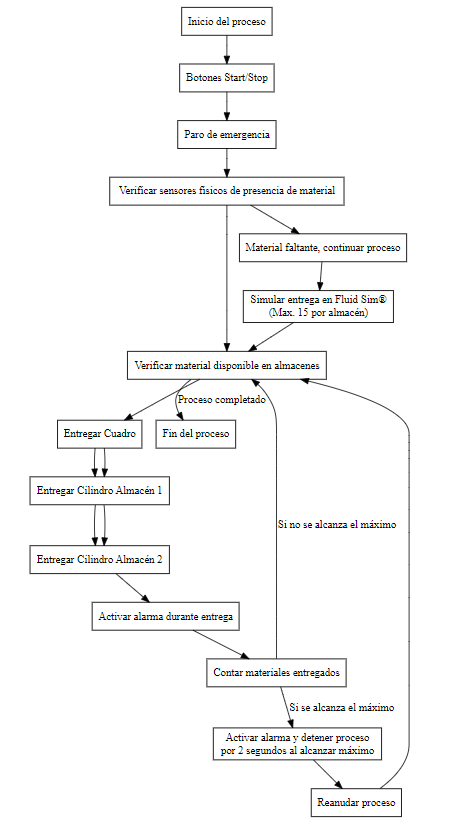 Inicio del proceso
Botones Start/Stop
Paro de emergencia
Verificar sensores físicos de presencia de material
Material faltante, continuar proceso
Simular entrega en Fluid Sim®
(Max. 15 por almacén)
Verificar material disponible en almacenes
Proceso completado
Entregar Cuadro
Fin del proceso
Entregar Cilindro Almacén 1
Si no se alcanza el máximo
Entregar Cilindro Almacén 2
Activar alarma durante entrega
Contar materiales entregados
Si se alcanza el máximo
Activar alarma y detener proceso
por 2 segundos al alcanzar máximo
Reanudar proceso